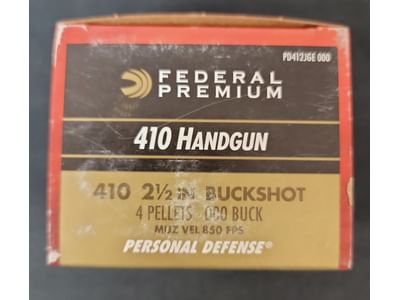 PD412JGE 000
FEDERAL
PREMIUM
410 HANDGUN
410 2½ IN BUCKSHOT
4 PELLETS 000 BUCK
MUZ VEL 850 FPS
PERSONAL DEFENSE®